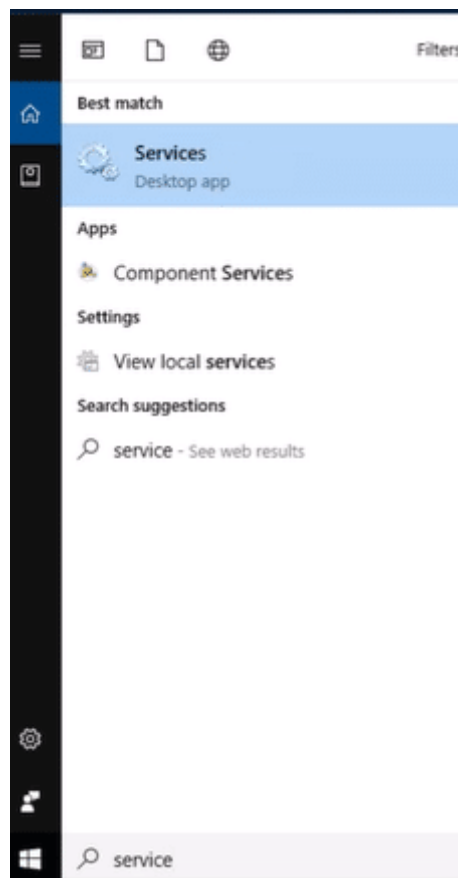 Filters
Best match
Services
Desktop app
Apps
Component Services
Settings
View local services
Search suggestions
service - See web results
service